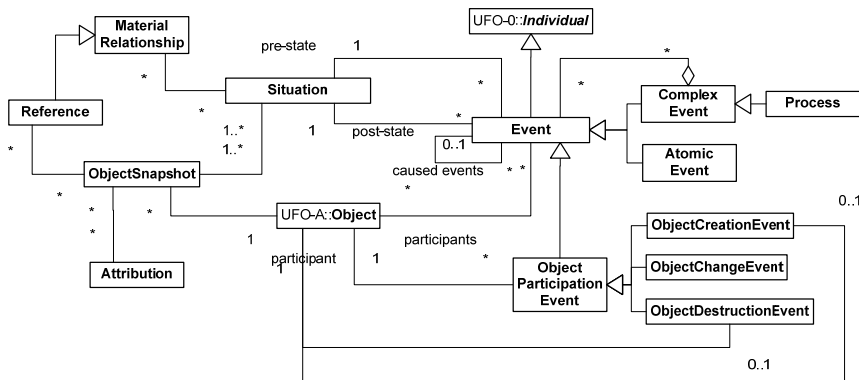 UFO-0::Individual
Material
Relationship
pre-state
1
*
*
*
*
Situation
Complex
Event
Process
Reference
*
*
1
post-state
*
Event
*
1..*
1..*
0..1
caused events
Atomic
Event
ObjectSnapshot
*
*
*
*
*
*
*
*
0..1
UFO-A::Object
ObjectCreationEvent
1
participant
1
1
participants
*
Attribution
Object
Participation
Event
ObjectChangeEvent
ObjectDestructionEvent
0..1